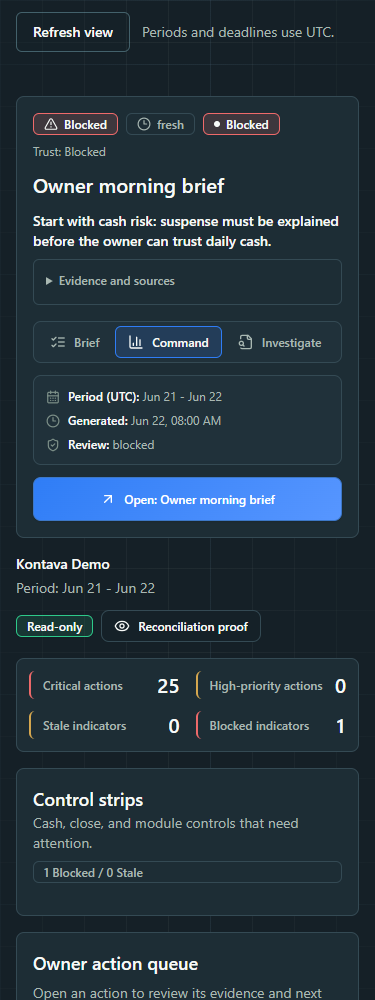 Refresh view
Periods and deadlines use UTC.
Blocked
fresh
Blocked
Trust: Blocked
Owner morning brief
Start with cash risk: suspense must be explained
before the owner can trust daily cash.
Evidence and sources
Brief
Command
Investigate
Period (UTC): Jun 21 - Jun 22
Generated: Jun 22, 08:00 AM
Review: blocked
Open: Owner morning brief
Kontava Demo
Period: Jun 21 - Jun 22
Read-only
Reconciliation proof
Critical actions 25
High-priority actions 0
Stale indicators 0
Blocked indicators 1
Control strips
Cash, close, and module controls that need
attention.
1 Blocked / 0 Stale
Owner action queue
Open an action to review its evidence and next